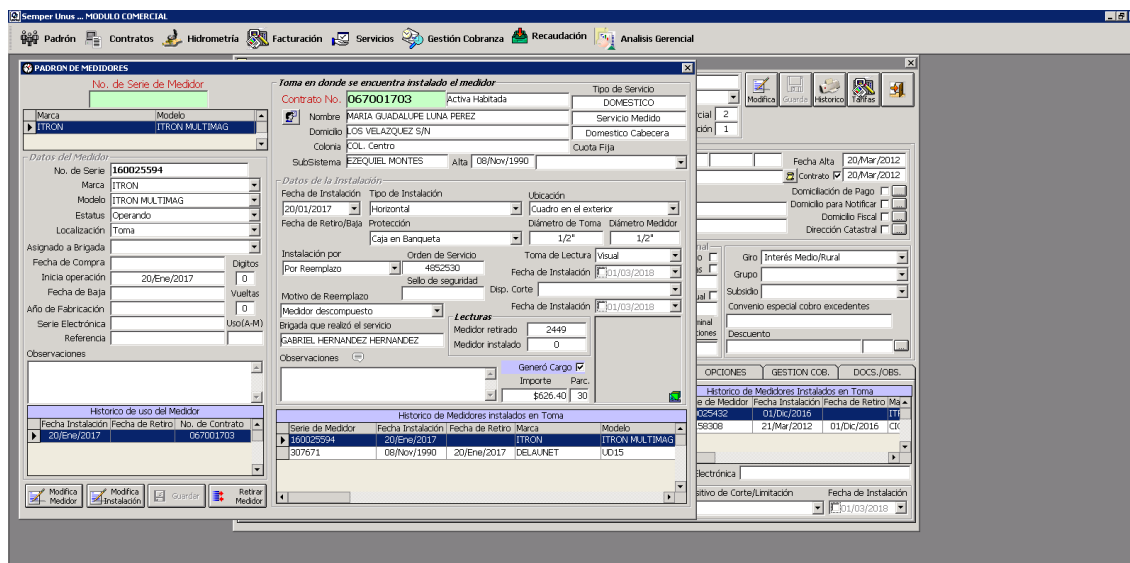 Semper Unus ... MODULO COMERCIAL
Padrón Contratos Hidrometría Facturación Servicios Gestión Cobranza Recaudación Analisis Gerencial
PADRON DE MEDIDORES
No. de Serie de Medidor
Marca Modelo
ITRON ITRON MULTIMAG
Datos del Medidor
No. de Serie 160025594
Marca ITRON
Modelo ITRON MULTIMAG
Estatus Operando
Localización Toma
Asignado a Brigada
Fecha de Compra Digitos
Inicia operación 20/Ene/2017 0
Fecha de Baja Vueltas
Año de Fabricación 0
Serie Electrónica Uso(A-M)
Referencia
Observaciones
Historico de uso del Medidor
Fecha Instalación Fecha de Retiro No. de Contrato
20/Ene/2017 067001703
Modifica Medidor
Modifica Instalación
Guardar
Retirar Medidor
Toma en donde se encuentra instalado el medidor
Contrato No. 067001703 Activa Habitada
Nombre MARIA GUADALUPE LUNA PEREZ
Domicilio LOS VELAZQUEZ S/N
Colonia COL. Centro
SubSistema EZEQUIEL MONTES Alta 08/Nov/1990
Tipo de Servicio
DOMESTICO
Servicio Medido
Domestico Cabecera
Cuota Fija
Datos de la Instalación
Fecha de Instalación Tipo de Instalación Ubicación
20/01/2017 Horizontal Cuadro en el exterior
Fecha de Retiro/Baja Protección Diámetro de Toma Diámetro Medidor
Caja en Banqueta 1/2" 1/2"
Instalación por Orden de Servicio Toma de Lectura Visual
Por Reemplazo 4852530 Fecha de Instalación 01/03/2018
Sello de seguridad Disp. Corte
Motivo de Reemplazo Fecha de Instalación 01/03/2018
Medidor descompuesto
Lecturas
Brigada que realizó el servicio Medidor retirado 2449
GABRIEL HERNANDEZ HERNANDEZ Medidor instalado 0
Observaciones Generó Cargo
Importe Parc.
$626.40 30
Historico de Medidores instalados en Toma
Serie de Medidor Fecha Instalación Fecha de Retiro Marca Modelo
160025594 20/Ene/2017 ITRON ITRON MULTIMAG
307671 08/Nov/1990 20/Ene/2017 DELAUNET UD15
Modifica Guarda Historico Tarifas
cial 2
ción 1
Fecha Alta 20/Mar/2012
Contrato 20/Mar/2012
Domiciliación de Pago
Domicilio para Notificar
Domicilio Fiscal
Dirección Catastral
Giro Interés Medio/Rural
Grupo
Subsidio
Convenio especial cobro excedentes
Descuento
OPCIONES GESTION COB. DOCS./OBS.
Historico de Medidores Instalados en Toma
e de Medidor Fecha Instalación Fecha de Retiro Ma
0025432 01/Dic/2016
58308 21/Mar/2012 01/Dic/2016
Electrónica
sitivo de Corte/Limitación Fecha de Instalación
01/03/2018